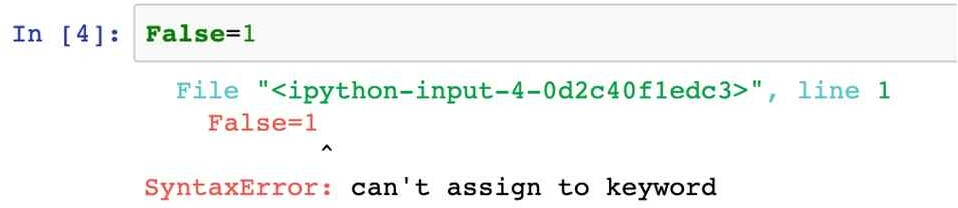 In [4]: False=1
File "<ipython-input-4-0d2c40f1edc3>", line 1
False=1
^
SyntaxError: can't assign to keyword